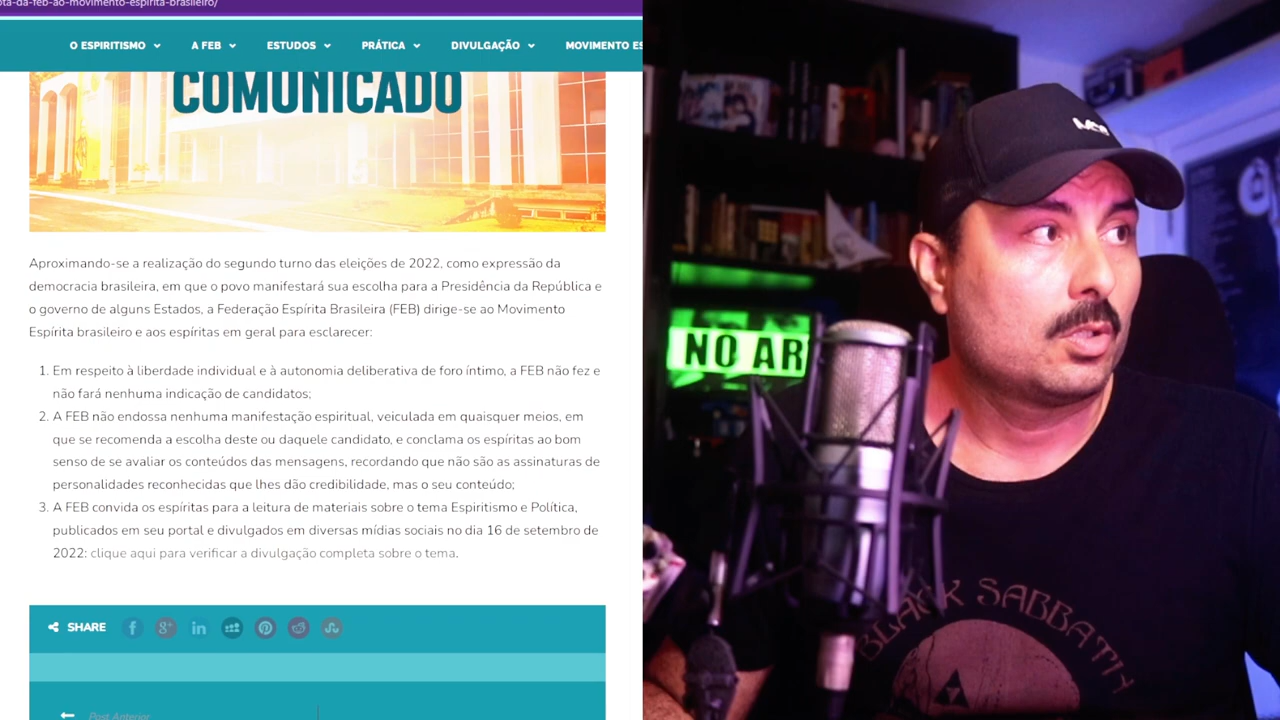 ota-da-feb-ao-movimento-espirita-brasileiro/
O ESPIRITISMO A FEB ESTUDOS PRÁTICA DIVULGAÇÃO MOVIMENTO ES
COMUNICADO
Aproximando-se a realização do segundo turno das eleições de 2022, como expressão da
democracia brasileira, em que o povo manifestará sua escolha para a Presidência da República e
o governo de alguns Estados, a Federação Espírita Brasileira (FEB) dirige-se ao Movimento
Espírita brasileiro e aos espíritas em geral para esclarecer:
1. Em respeito à liberdade individual e à autonomia deliberativa de foro íntimo, a FEB não fez e
não fará nenhuma indicação de candidatos;
2. A FEB não endossa nenhuma manifestação espiritual, veiculada em quaisquer meios, em
que se recomenda a escolha deste ou daquele candidato, e conclama os espíritas ao bom
senso de se avaliar os conteúdos das mensagens, recordando que não são as assinaturas de
personalidades reconhecidas que lhes dão credibilidade, mas o seu conteúdo;
3. A FEB convida os espíritas para a leitura de materiais sobre o tema Espiritismo e Política,
publicados em seu portal e divulgados em diversas mídias sociais no dia 16 de setembro de
2022: clique aqui para verificar a divulgação completa sobre o tema.
SHARE
Post Anterior
NO AR
BLACK SABBATH